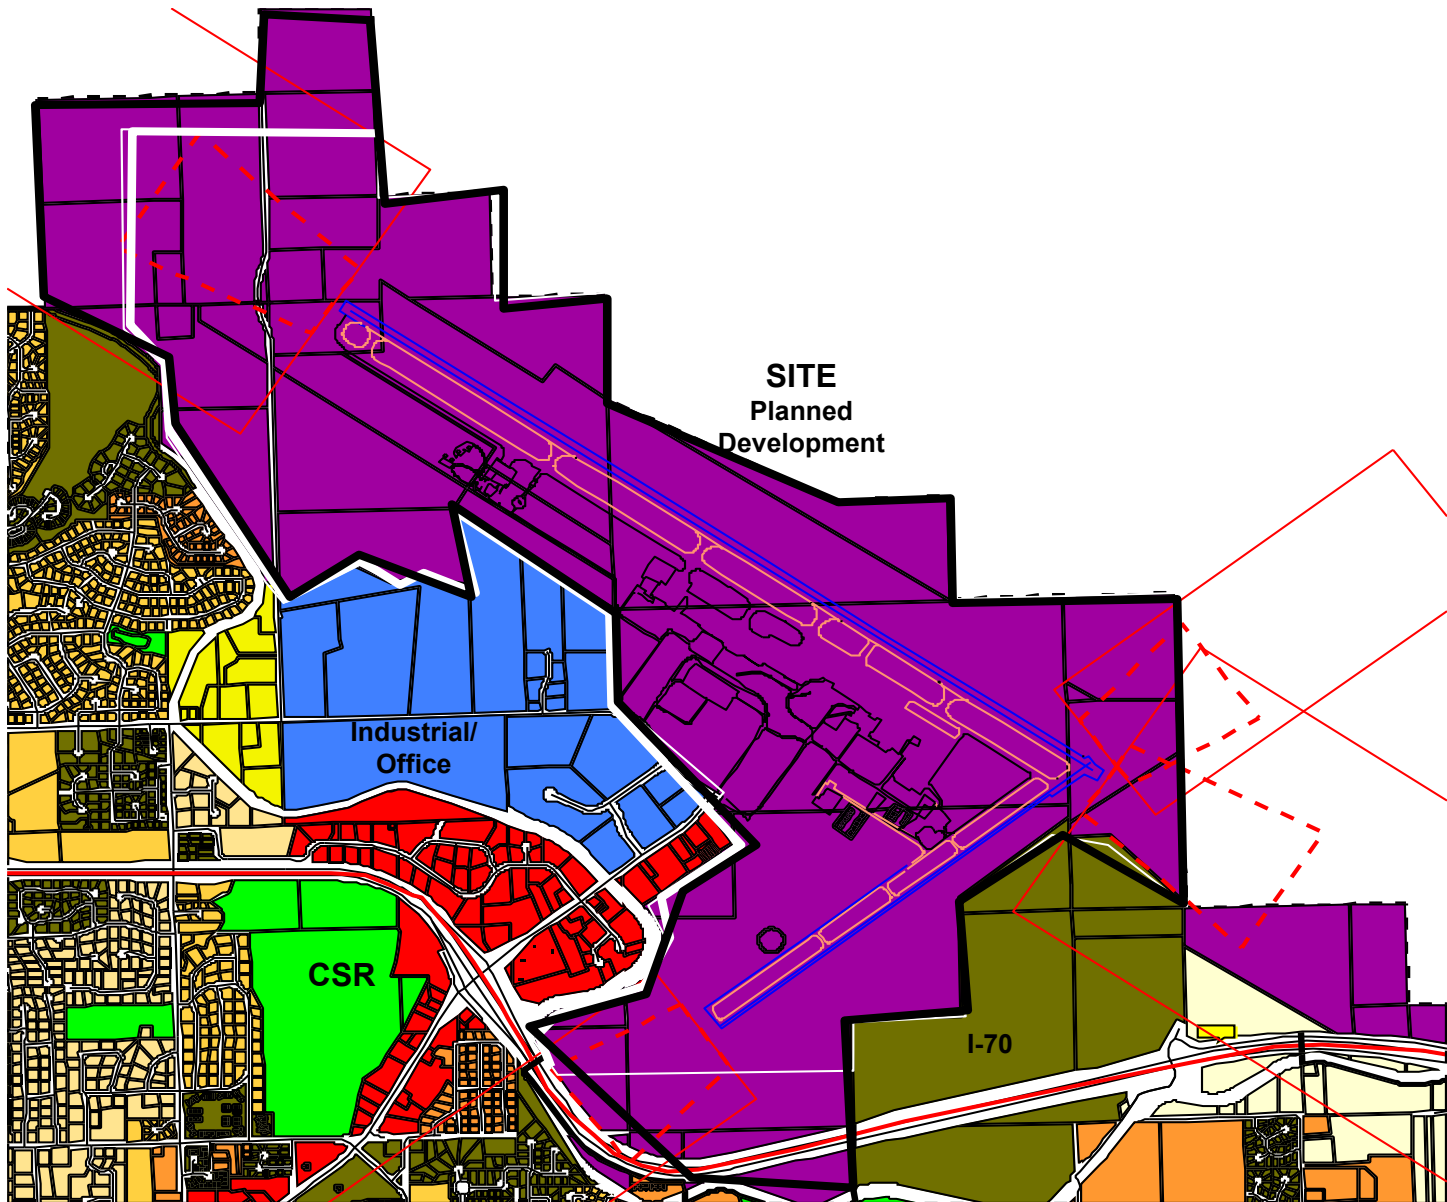 SITE
Planned
Development
Industrial/
Office
CSR
I-70